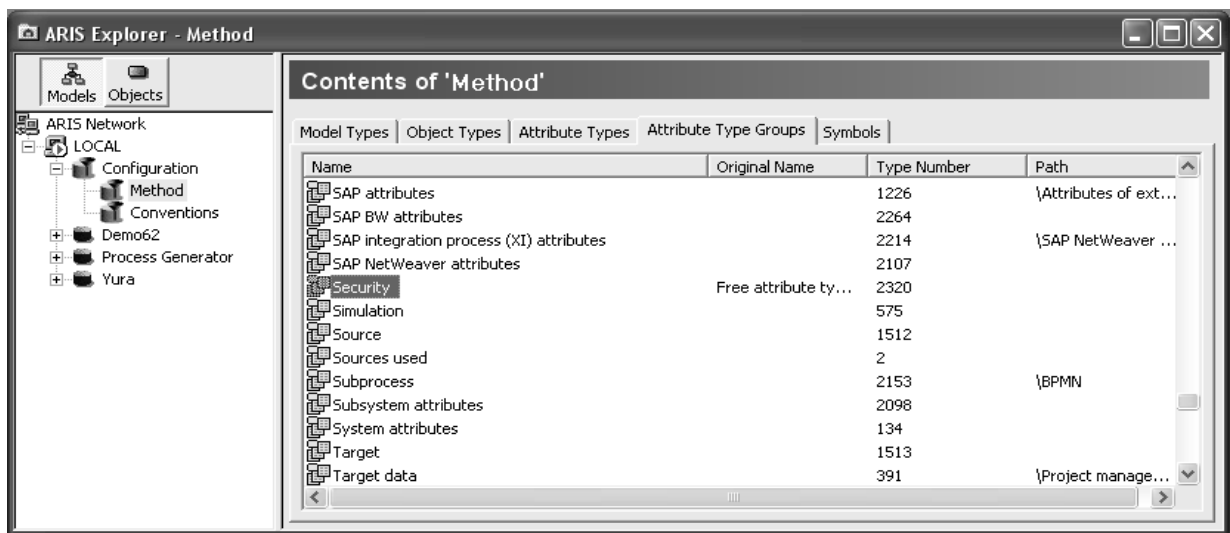 ARIS Explorer - Method
Models Objects
ARIS Network
LOCAL
Configuration
Method
Conventions
Demo62
Process Generator
Yura
Contents of 'Method'
Model Types Object Types Attribute Types Attribute Type Groups Symbols
Name Original Name Type Number Path
SAP attributes 1226 \Attributes of ext...
SAP BW attributes 2264
SAP integration process (XI) attributes 2214 \SAP NetWeaver ...
SAP NetWeaver attributes 2107
Security Free attribute ty... 2320
Simulation 575
Source 1512
Sources used 2
Subprocess 2153 \BPMN
Subsystem attributes 2098
System attributes 134
Target 1513
Target data 391 \Project manage...